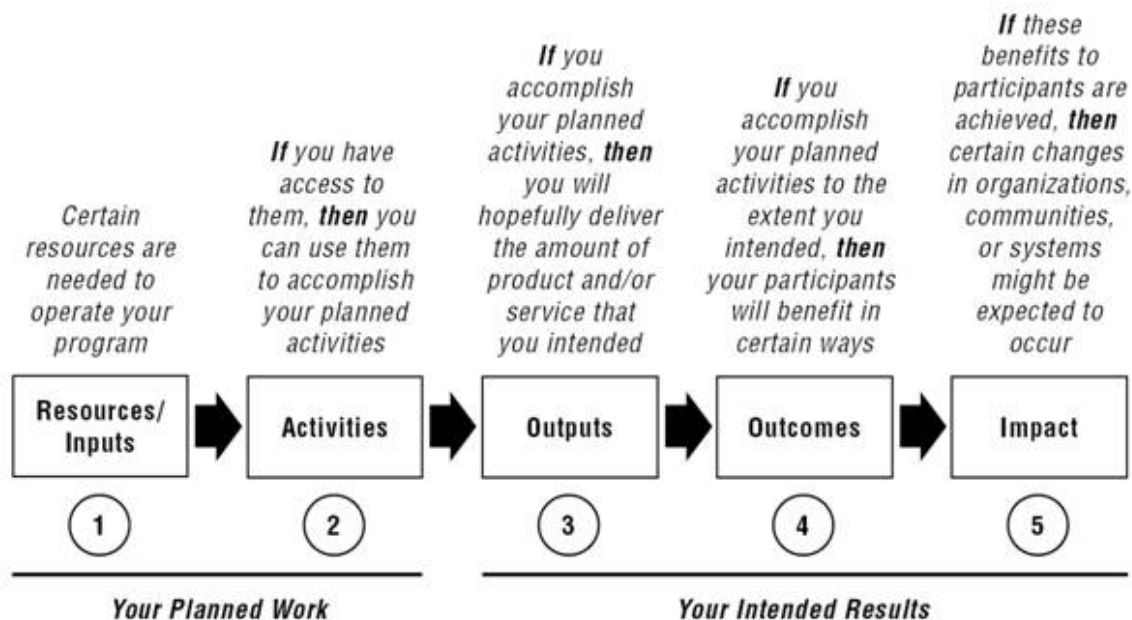 Certain
resources are
needed to
operate your
program
If you have
access to
them, then you
can use them
to accomplish
your planned
activities
If you
accomplish
your planned
activities, then
you will
hopefully deliver
the amount of
product and/or
service that
you intended
If you
accomplish
your planned
activities to the
extent you
intended, then
your participants
will benefit in
certain ways
If these
benefits to
participants are
achieved, then
certain changes
in organizations,
communities,
or systems
might be
expected to
occur
Resources/
Inputs
Activities
Outputs
Outcomes
Impact
1
2
3
4
5
Your Planned Work
Your Intended Results